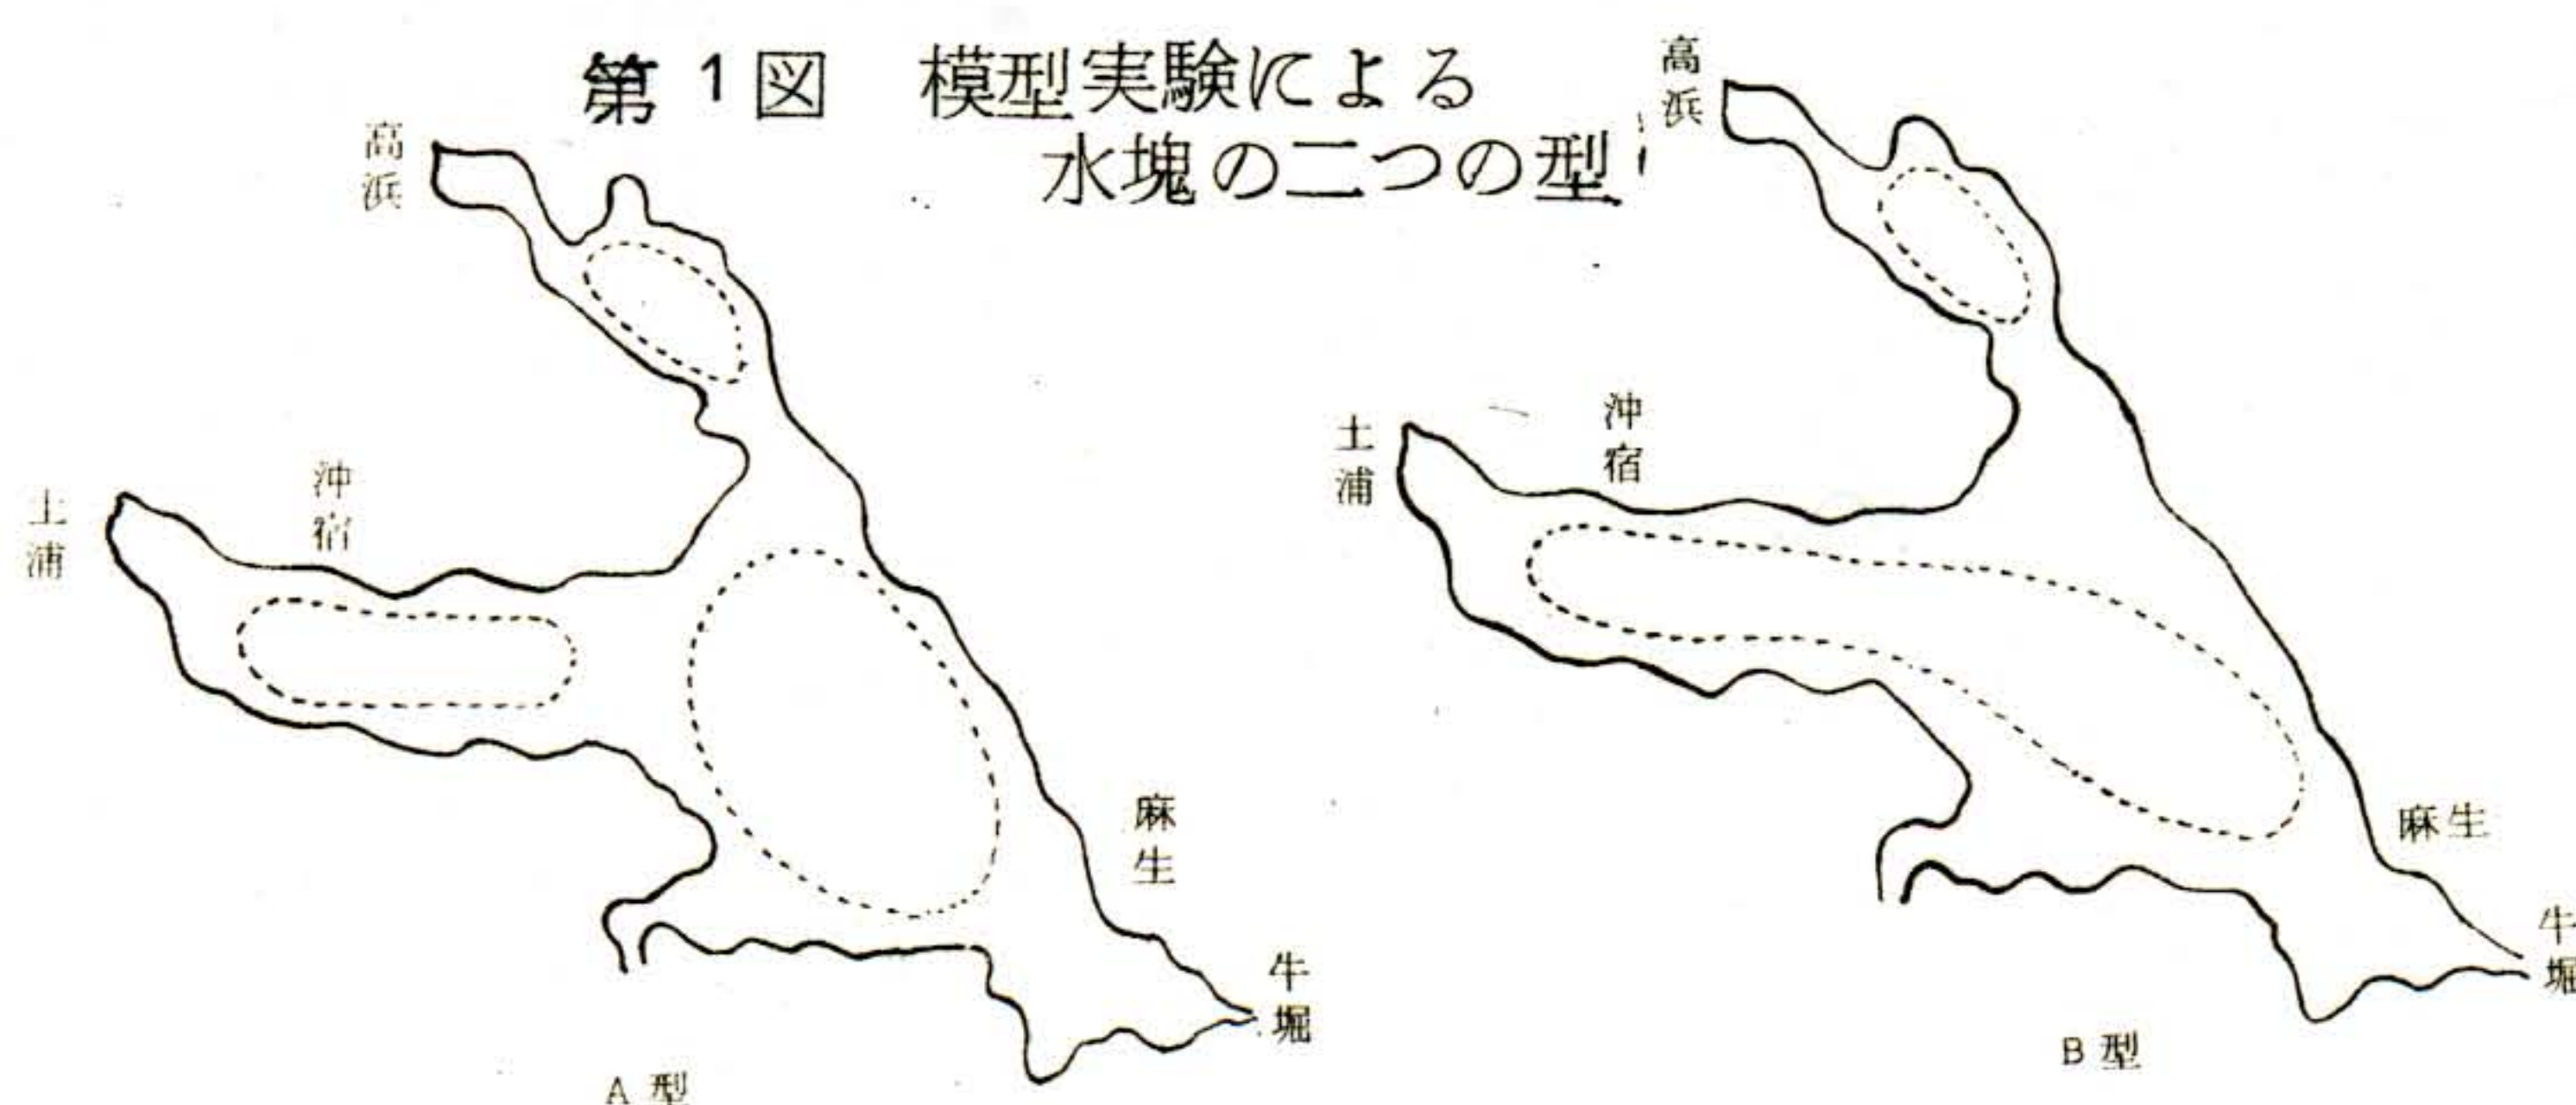 第1図 模型実験による
水塊の二つの型
高浜
土浦
沖宿
麻生
牛堀
A型
高浜
土浦
沖宿
麻生
牛堀
B型